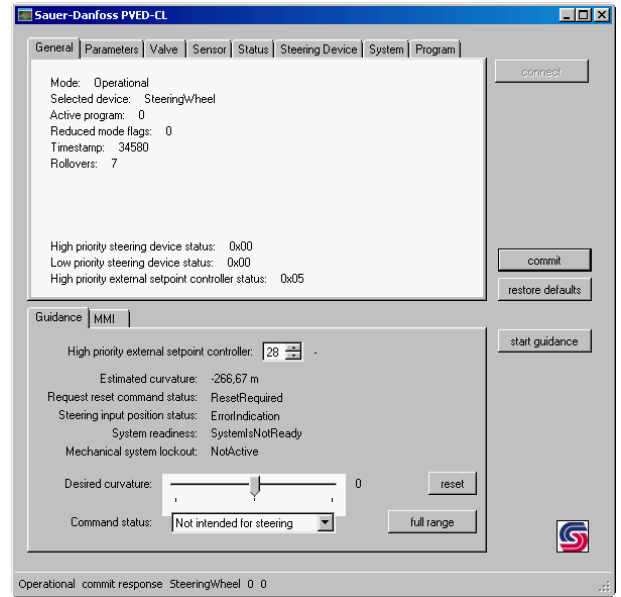 Sauer-Danfoss PVED-CL
General Parameters Valve Sensor Status Steering Device System Program
connect
Mode: Operational
Selected device: SteeringWheel
Active program: 0
Reduced mode flags: 0
Timestamp: 34580
Rollovers: 7
High priority steering device status: 0x00
Low priority steering device status: 0x00
High priority external setpoint controller status: 0x05
commit
restore defaults
start guidance
Guidance MMI
High priority external setpoint controller: 28 -
Estimated curvature: -266,67 m
Request reset command status: ResetRequired
Steering input position status: ErrorIndication
System readiness: SystemIsNotReady
Mechanical system lockout: NotActive
Desired curvature: 0 reset
Command status: Not intended for steering full range
Operational commit response SteeringWheel 0 0